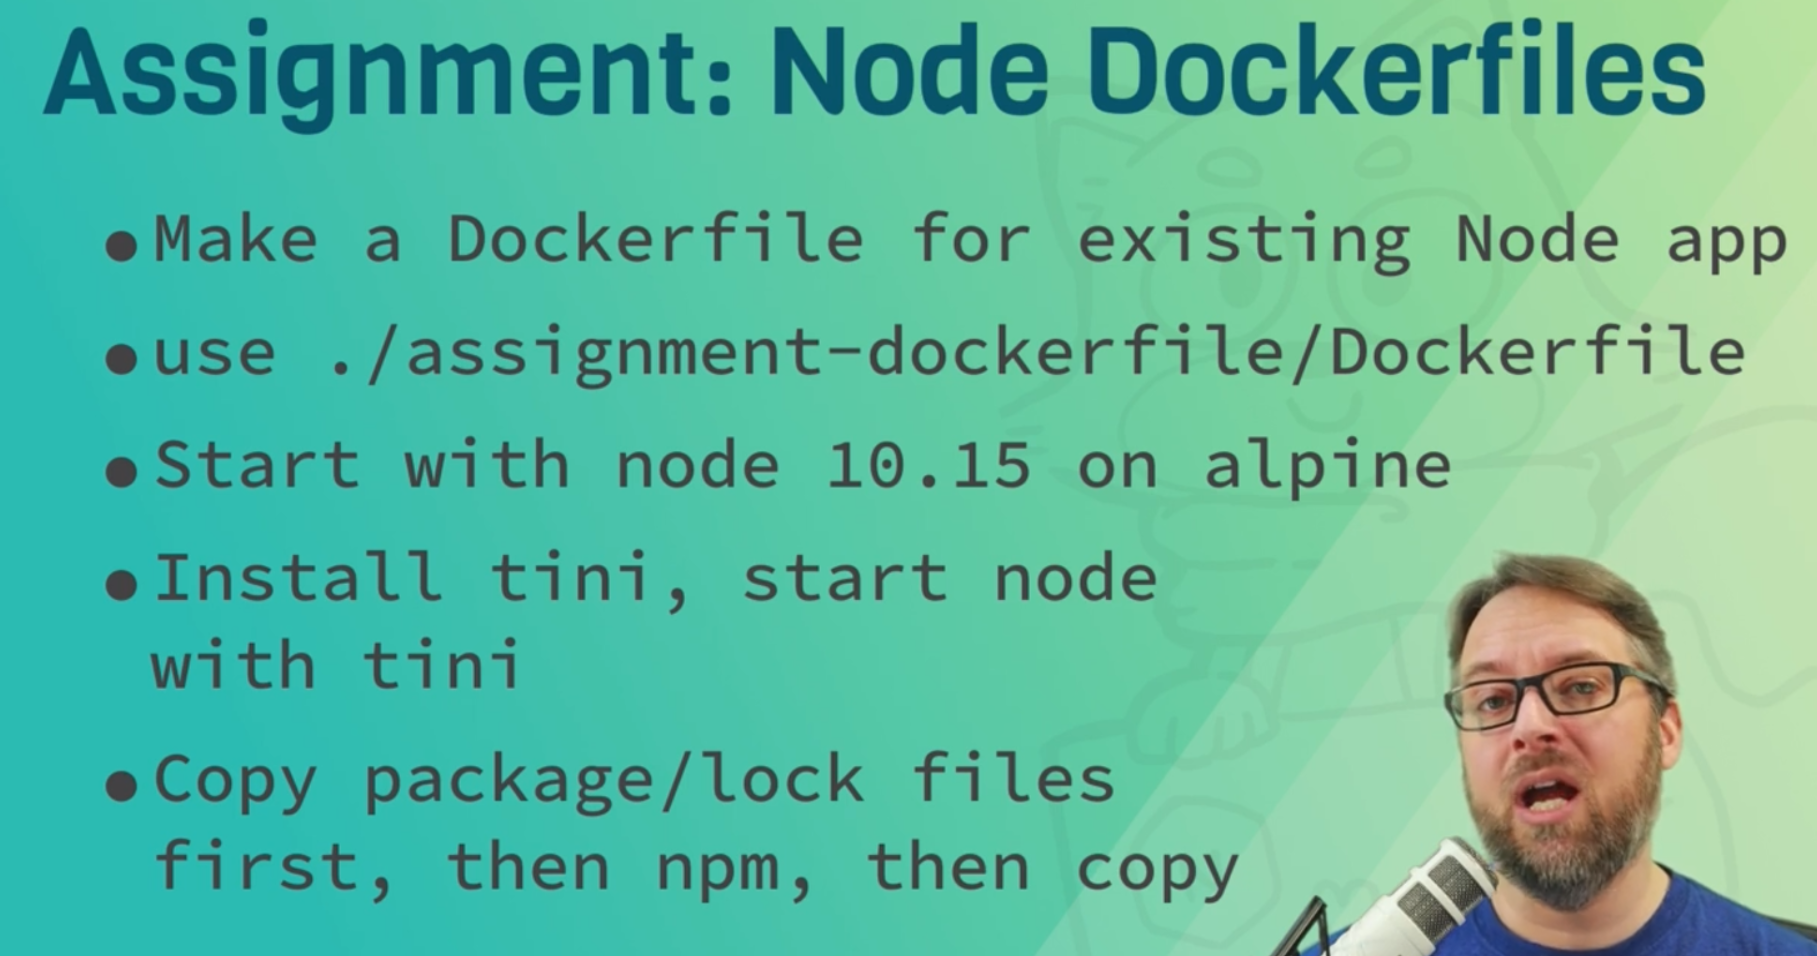 Assignment: Node Dockerfiles
•Make a Dockerfile for existing Node app
•use ./assignment-dockerfile/Dockerfile
•Start with node 10.15 on alpine
•Install tini, start node
with tini
•Copy package/lock files
first, then npm, then copy